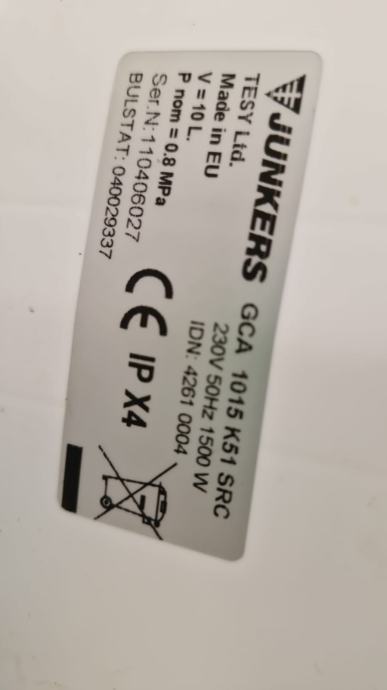 JUNKERS GCA 1015 K51 SRC
TESY Ltd.
230V 50Hz 1500 W
Made in EU
IDN: 4261 0004
V = 10 L.
P nom = 0.8 MPa
Ser.N:110406027
BULSTAT: 040029337
CE IP X4